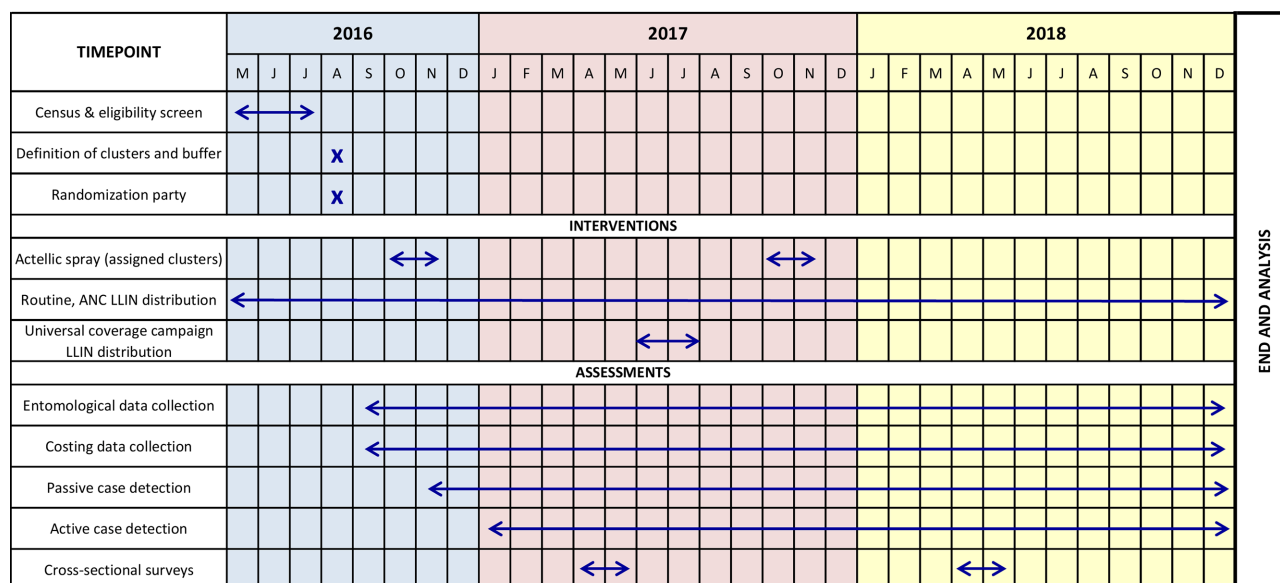 TIMEPOINT
2016
2017
2018
M J J A S O N D J F M A M J J A S O N D J F M A M J J A S O N D
Census & eligibility screen
Definition of clusters and buffer
X
Randomization party
X
INTERVENTIONS
Actellic spray (assigned clusters)
Routine, ANC LLIN distribution
Universal coverage campaign
LLIN distribution
ASSESSMENTS
Entomological data collection
Costing data collection
Passive case detection
Active case detection
Cross-sectional surveys
END AND ANALYSIS